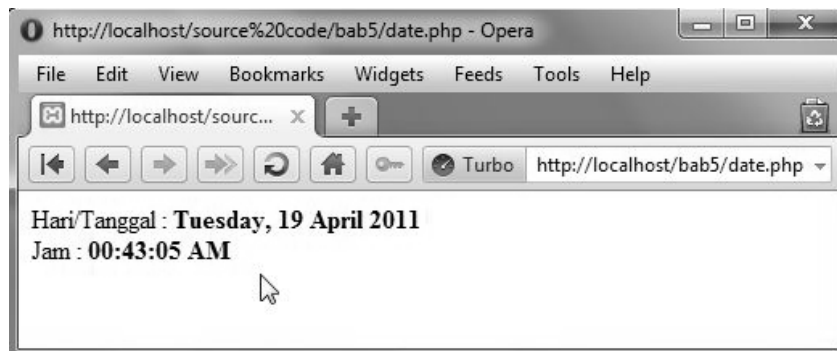 http://localhost/source%20code/bab5/date.php - Opera
File Edit View Bookmarks Widgets Feeds Tools Help
http://localhost/sourc...
Turbo http://localhost/bab5/date.php
Hari/Tanggal : Tuesday, 19 April 2011
Jam : 00:43:05 AM